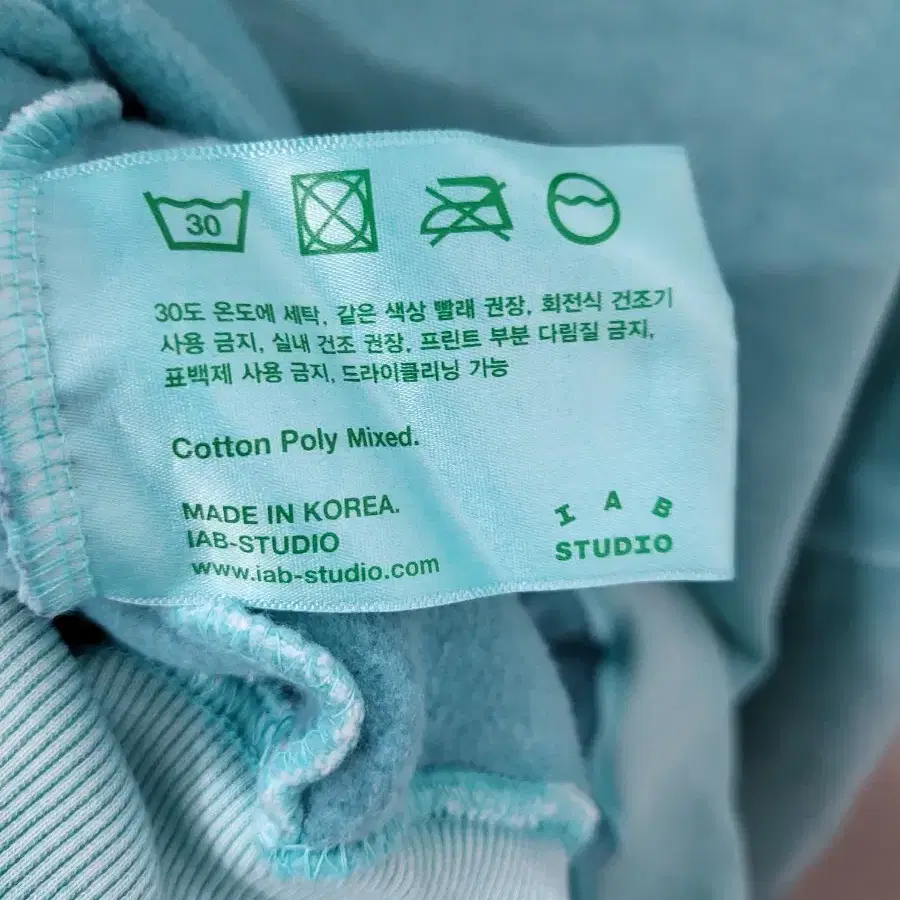 30
30도 온도에 세탁, 같은 색상 빨래 권장, 회전식 건조기
사용 금지, 실내 건조 권장, 프린트 부분 다림질 금지,
표백제 사용 금지, 드라이클리닝 가능
Cotton Poly Mixed.
MADE IN KOREA.
IAB-STUDIO
www.iab-studio.com
IAB
STUDIO